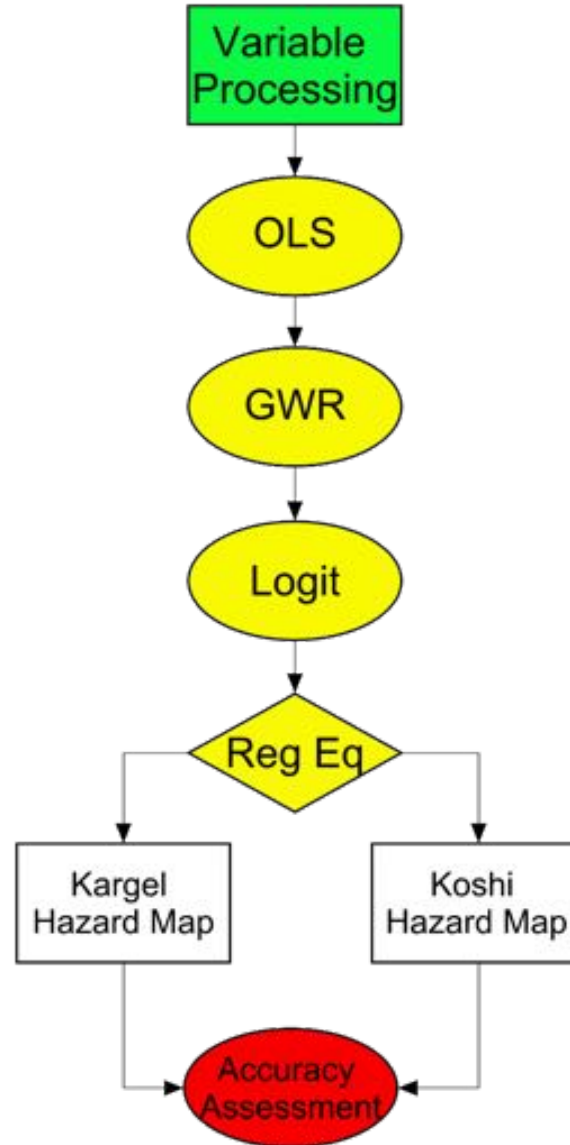 Variable
Processing
OLS
GWR
Logit
Reg Eq
Kargel
Hazard Map
Koshi
Hazard Map
Accuracy
Assessment